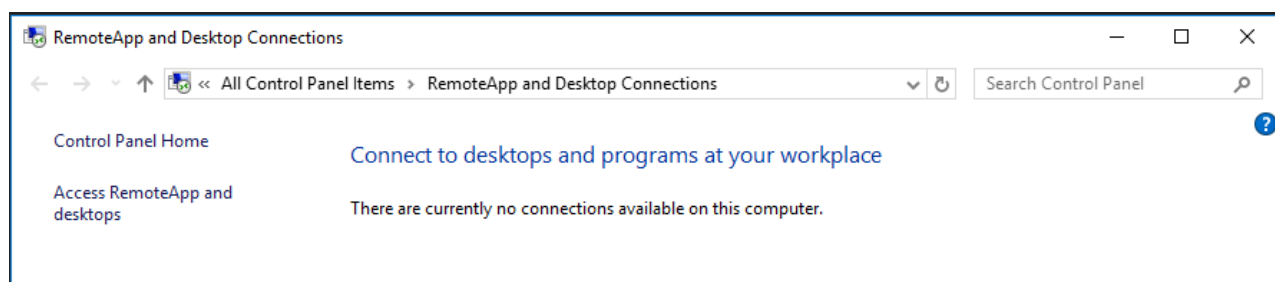 RemoteApp and Desktop Connections
« All Control Panel Items › RemoteApp and Desktop Connections
Search Control Panel
?
Control Panel Home
Connect to desktops and programs at your workplace
Access RemoteApp and
desktops
There are currently no connections available on this computer.